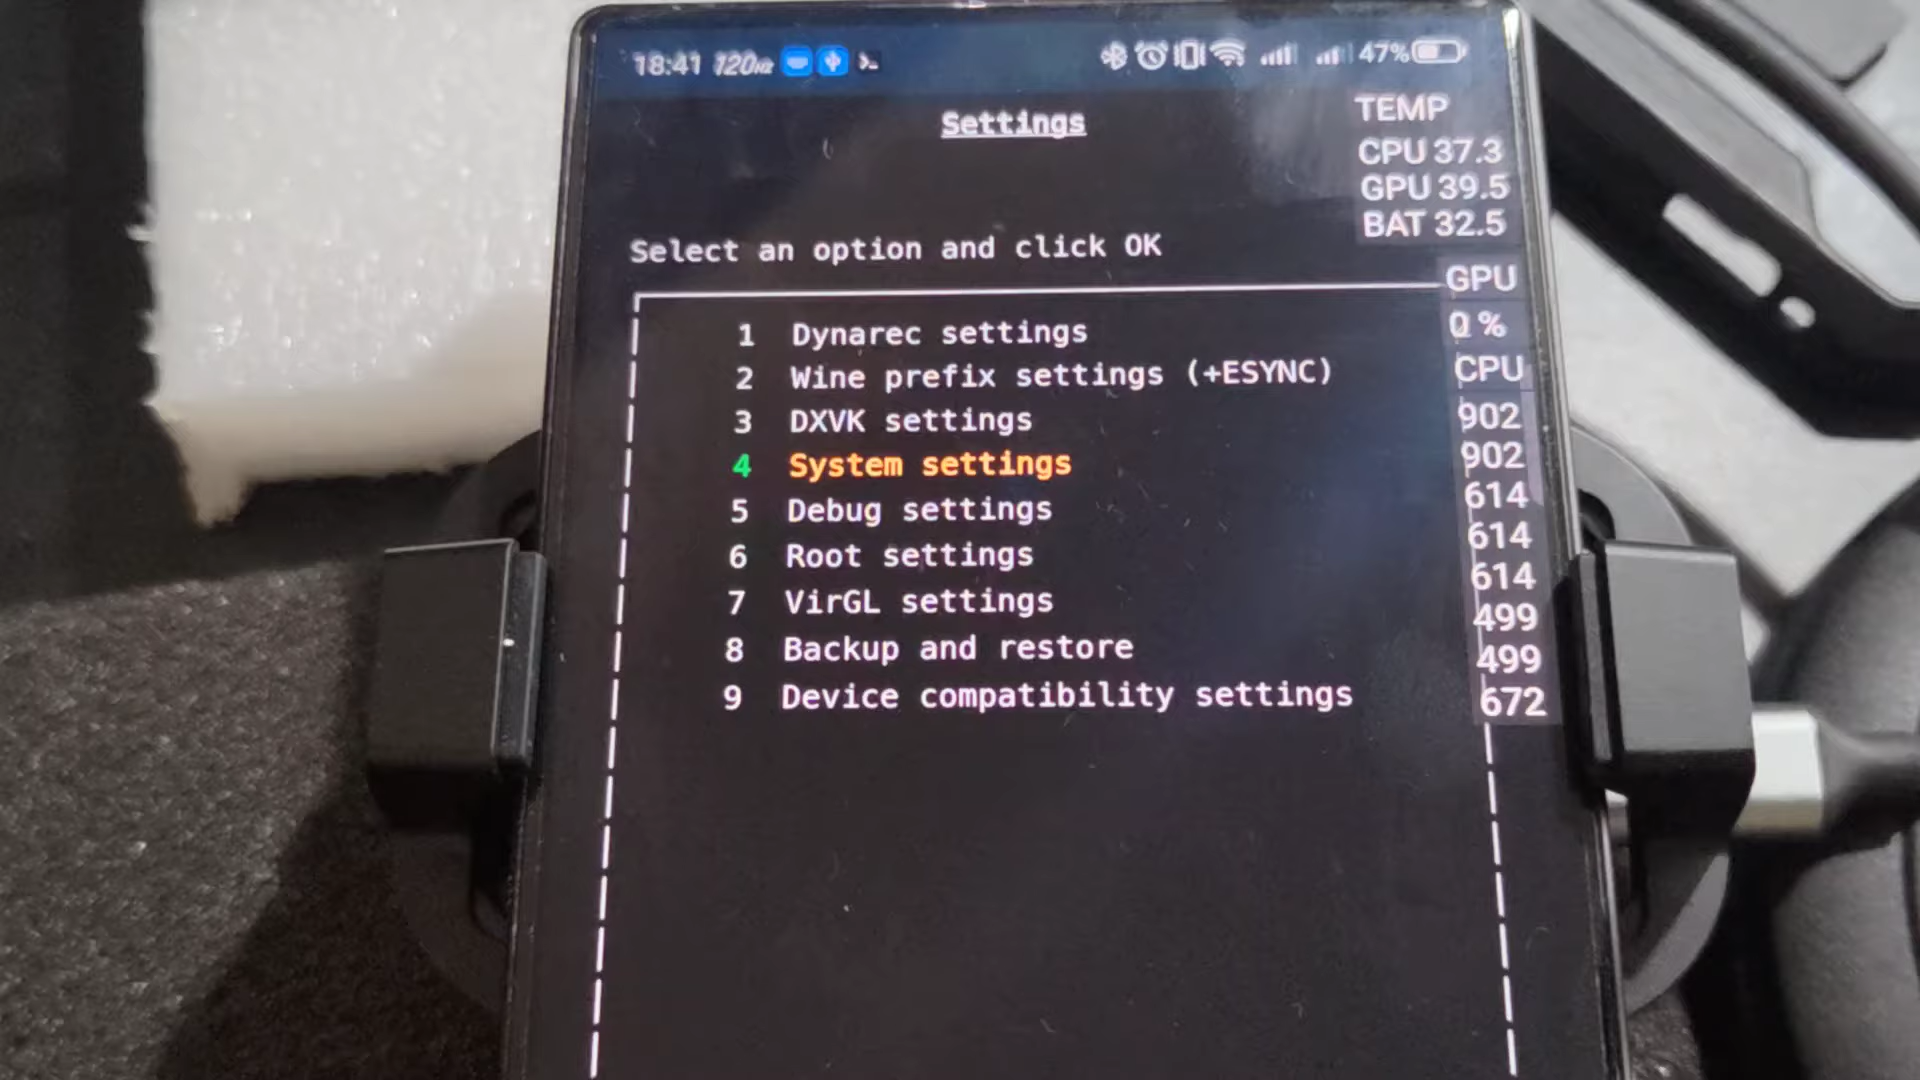 18:41 120Hz 47%
Settings
TEMP
CPU 37.3
GPU 39.5
BAT 32.5
Select an option and click OK
GPU
0 %
CPU
902
902
614
614
614
499
499
672
1 Dynarec settings
2 Wine prefix settings (+ESYNC)
3 DXVK settings
4 System settings
5 Debug settings
6 Root settings
7 VirGL settings
8 Backup and restore
9 Device compatibility settings